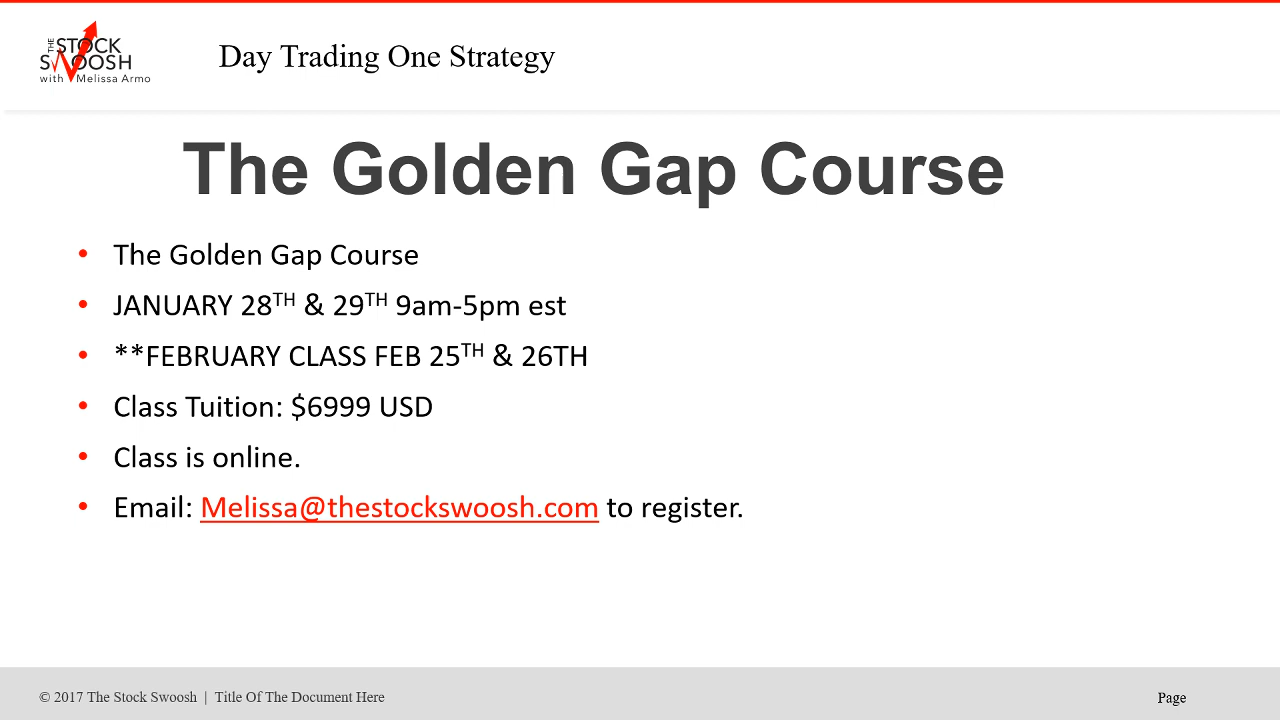 THE STOCK
SWOOSH
with Melissa Armo
Day Trading One Strategy
The Golden Gap Course
• The Golden Gap Course
• JANUARY 28TH & 29TH 9am-5pm est
• **FEBRUARY CLASS FEB 25TH & 26TH
• Class Tuition: $6999 USD
• Class is online.
• Email: Melissa@thestockswoosh.com to register.
© 2017 The Stock Swoosh | Title Of The Document Here
Page